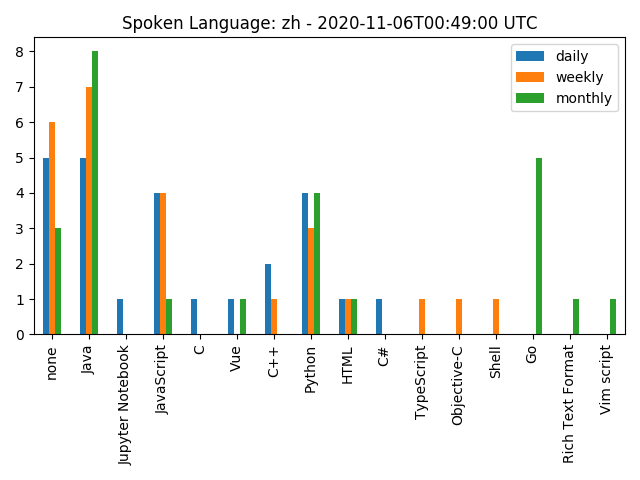 Spoken Language: zh - 2020-11-06T00:49:00 UTC
daily
weekly
monthly
8
7
6
5
4
3
2
1
0
none
Java
Jupyter Notebook
JavaScript
C
Vue
C++
Python
HTML
C#
TypeScript
Objective-C
Shell
Go
Rich Text Format
Vim script